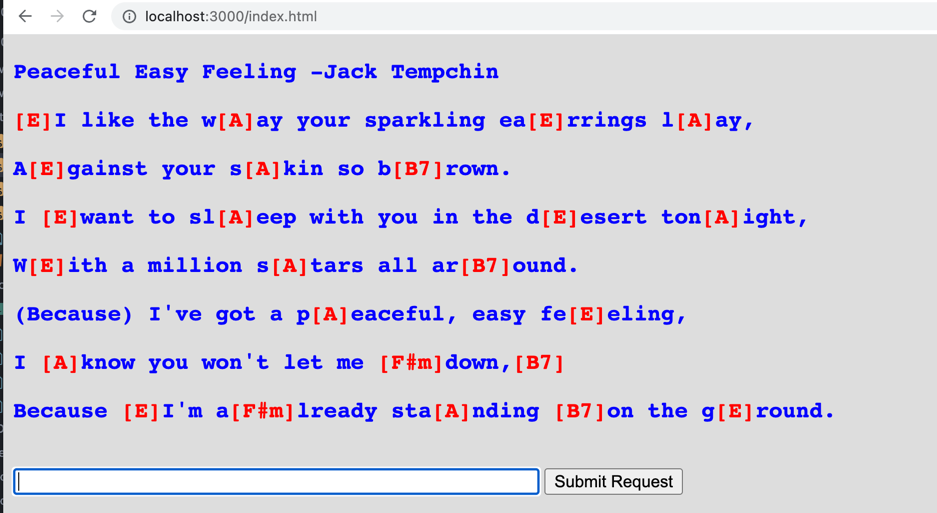 localhost:3000/index.html
Peaceful Easy Feeling -Jack Tempchin
[E]I like the w[A]ay your sparkling ea[E]rrings l[A]ay,
A[E]gainst your s[A]kin so b[B7]rown.
I [E]want to sl[A]eep with you in the d[E]esert ton[A]ight,
W[E]ith a million s[A]tars all ar[B7]ound.
(Because) I've got a p[A]eaceful, easy fe[E]eling,
I [A]know you won't let me [F#m]down,[B7]
Because [E]I'm a[F#m]lready sta[A]nding [B7]on the g[E]round.
Submit Request